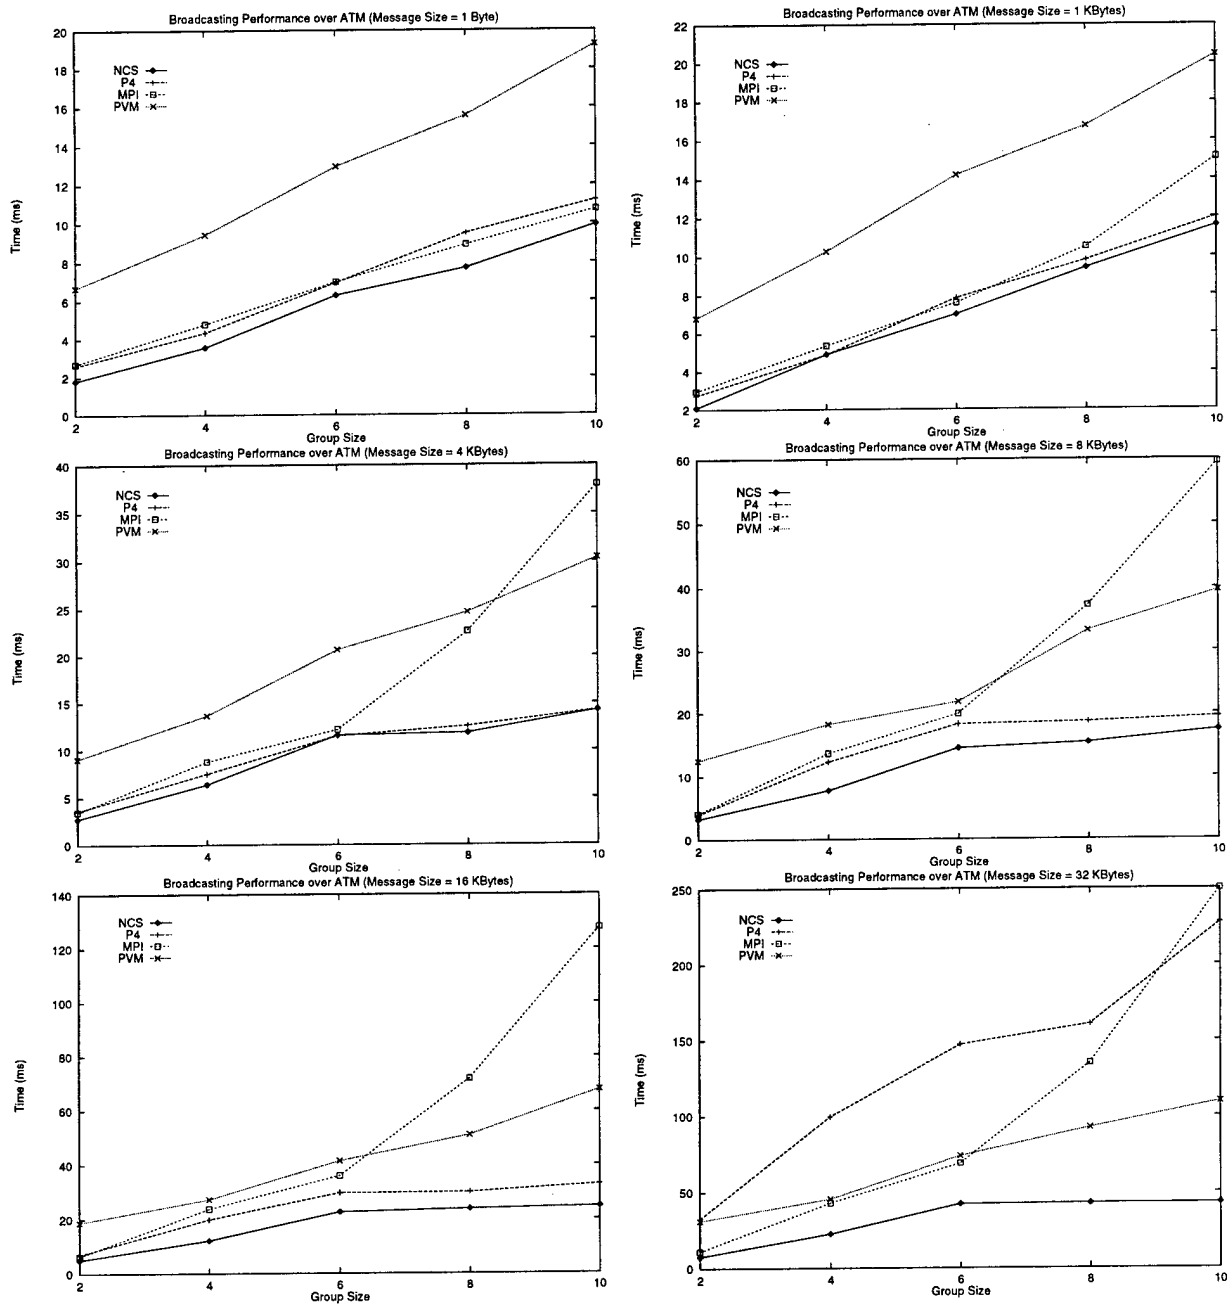 Broadcasting Performance over ATM (Message Size = 1 Byte)
20
18
16
14
12
10
8
6
4
2
0
Time (ms)
NCS
P4
MPI
PVM
2
4
6
8
10
Group Size
Broadcasting Performance over ATM (Message Size = 1 KBytes)
22
20
18
16
14
12
10
8
6
4
2
Time (ms)
NCS
P4
MPI
PVM
2
4
6
8
10
Group Size
Broadcasting Performance over ATM (Message Size = 4 KBytes)
40
35
30
25
20
15
10
5
0
Time (ms)
NCS
P4
MPI
PVM
2
4
6
8
10
Group Size
Broadcasting Performance over ATM (Message Size = 8 KBytes)
60
50
40
30
20
10
0
Time (ms)
NCS
P4
MPI
PVM
2
4
6
8
10
Group Size
Broadcasting Performance over ATM (Message Size = 16 KBytes)
140
120
100
80
60
40
20
0
Time (ms)
NCS
P4
MPI
PVM
2
4
6
8
10
Group Size
Broadcasting Performance over ATM (Message Size = 32 KBytes)
250
200
150
100
50
0
Time (ms)
NCS
P4
MPI
PVM
2
4
6
8
10
Group Size